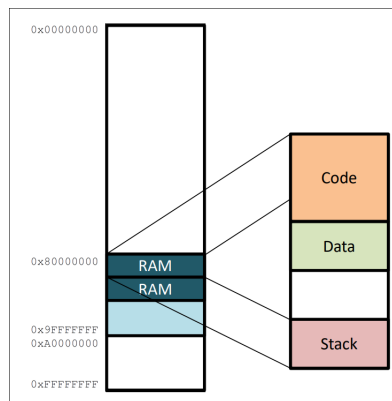 0x00000000
Code
Data
0x80000000
RAM
RAM
0x9FFFFFFF
0xA0000000
Stack
0xFFFFFFFF